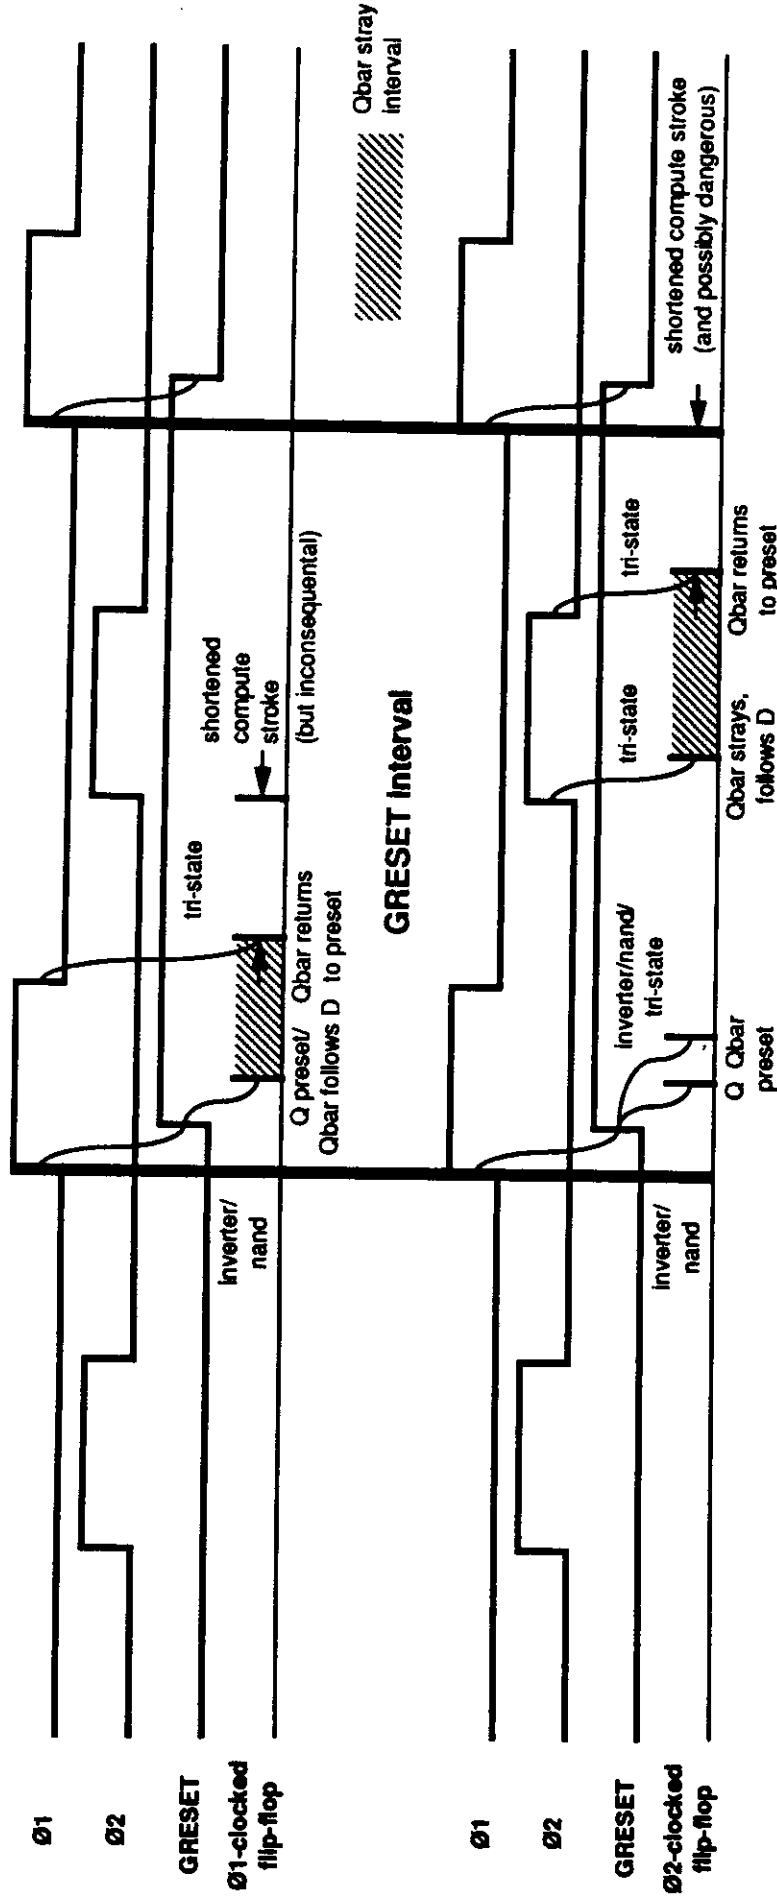 Ø1
Ø2
GRESET
Ø1-clocked
flip-flop
inverter/
nand
Q preset/
Qbar follows D
Qbar returns
to preset
tri-state
shortened
compute
stroke
(but inconsequental)
Qbar stray
interval
GRESET Interval
Ø1
Ø2
GRESET
Ø2-clocked
flip-flop
inverter/
nand
Q Qbar
preset
inverter/nand/
tri-state
Qbar strays,
follows D
tri-state
Qbar returns
to preset
tri-state
shortened compute stroke
(and possibly dangerous)